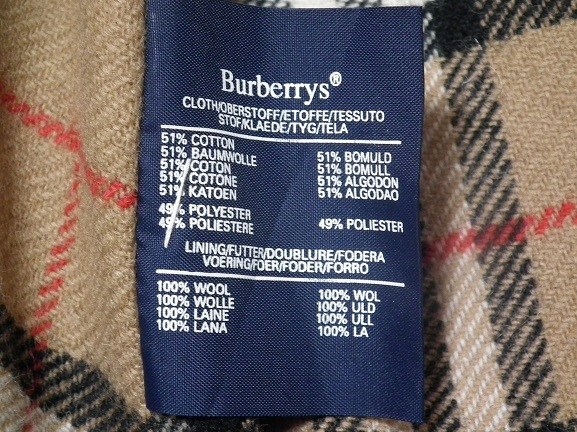 Burberrys®
CLOTH/OBERSTOFF/ETOFFE/TESSUTO
STOF/KLAEDE/TYG/TELA
51% COTTON
51% BAUMWOLLE 51% BOMULD
51% COTON 51% BOMULL
51% COTONE 51% ALGODON
51% KATOEN 51% ALGODAO
49% POLYESTER
49% POLIESTERE 49% POLIESTER
LINING/FUTTER/DOUBLURE/FODERA
VOERING/FOER/FODER/FORRO
100% WOOL 100% WOL
100% WOLLE 100% ULD
100% LAINE 100% ULL
100% LANA 100% LA